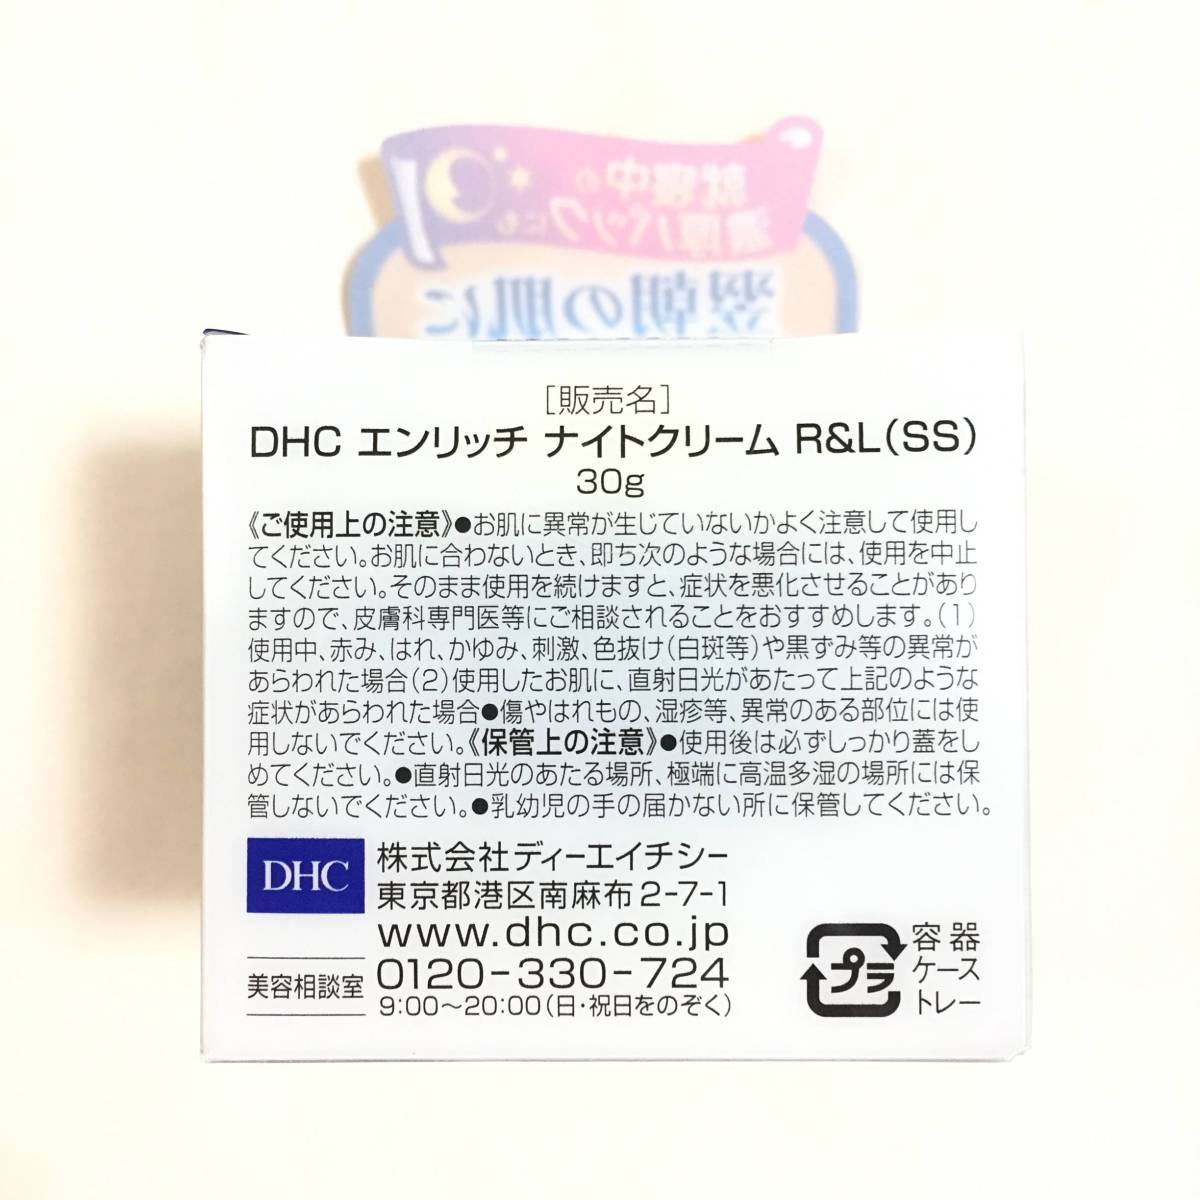 就寝中の
濃厚パックにも
翌朝の肌に
[販売名]
DHC エンリッチ ナイトクリーム R&L(SS)
30g
《ご使用上の注意》●お肌に異常が生じていないかよく注意して使用し
てください。お肌に合わないとき、即ち次のような場合には、使用を中止
してください。そのまま使用を続けますと、症状を悪化させることがあり
ますので、皮膚科専門医等にご相談されることをおすすめします。(1)
使用中、赤み、はれ、かゆみ、刺激、色抜け(白斑等)や黒ずみ等の異常が
あらわれた場合(2)使用したお肌に、直射日光があたって上記のような
症状があらわれた場合●傷やはれもの、湿疹等、異常のある部位には使
用しないでください。《保管上の注意》●使用後は必ずしっかり蓋をし
めてください。●直射日光のあたる場所、極端に高温多湿の場所には保
管しないでください。●乳幼児の手の届かない所に保管してください。
DHC
株式会社ディーエイチシー
東京都港区南麻布2-7-1
www.dhc.co.jp
美容相談室
0120-330-724
9:00～20:00(日・祝日をのぞく)
プラ
容器
ケース
トレー